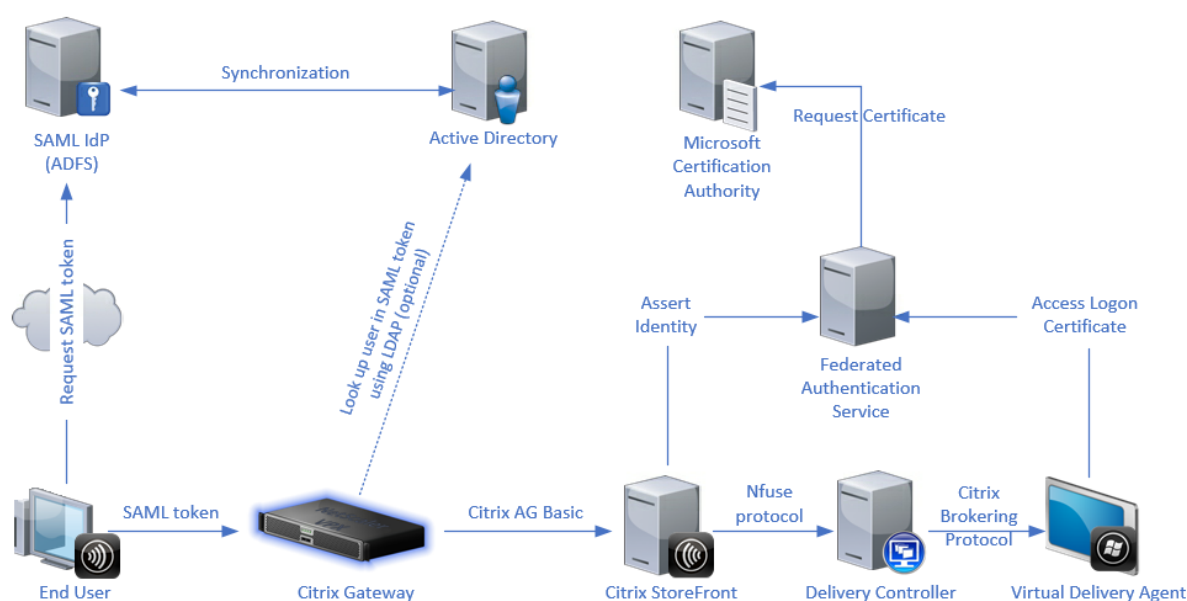 Synchronization
SAML IdP
(ADFS)
Active Directory
Request Certificate
Microsoft
Certification
Authority
Request SAML token
Look up user in SAML token
using LDAP (optional)
Assert
Identity
Access Logon
Certificate
Federated
Authentication
Service
SAML token
Citrix AG Basic
Nfuse
protocol
Citrix
Brokering
Protocol
End User
Citrix Gateway
Citrix StoreFront
Delivery Controller
Virtual Delivery Agent